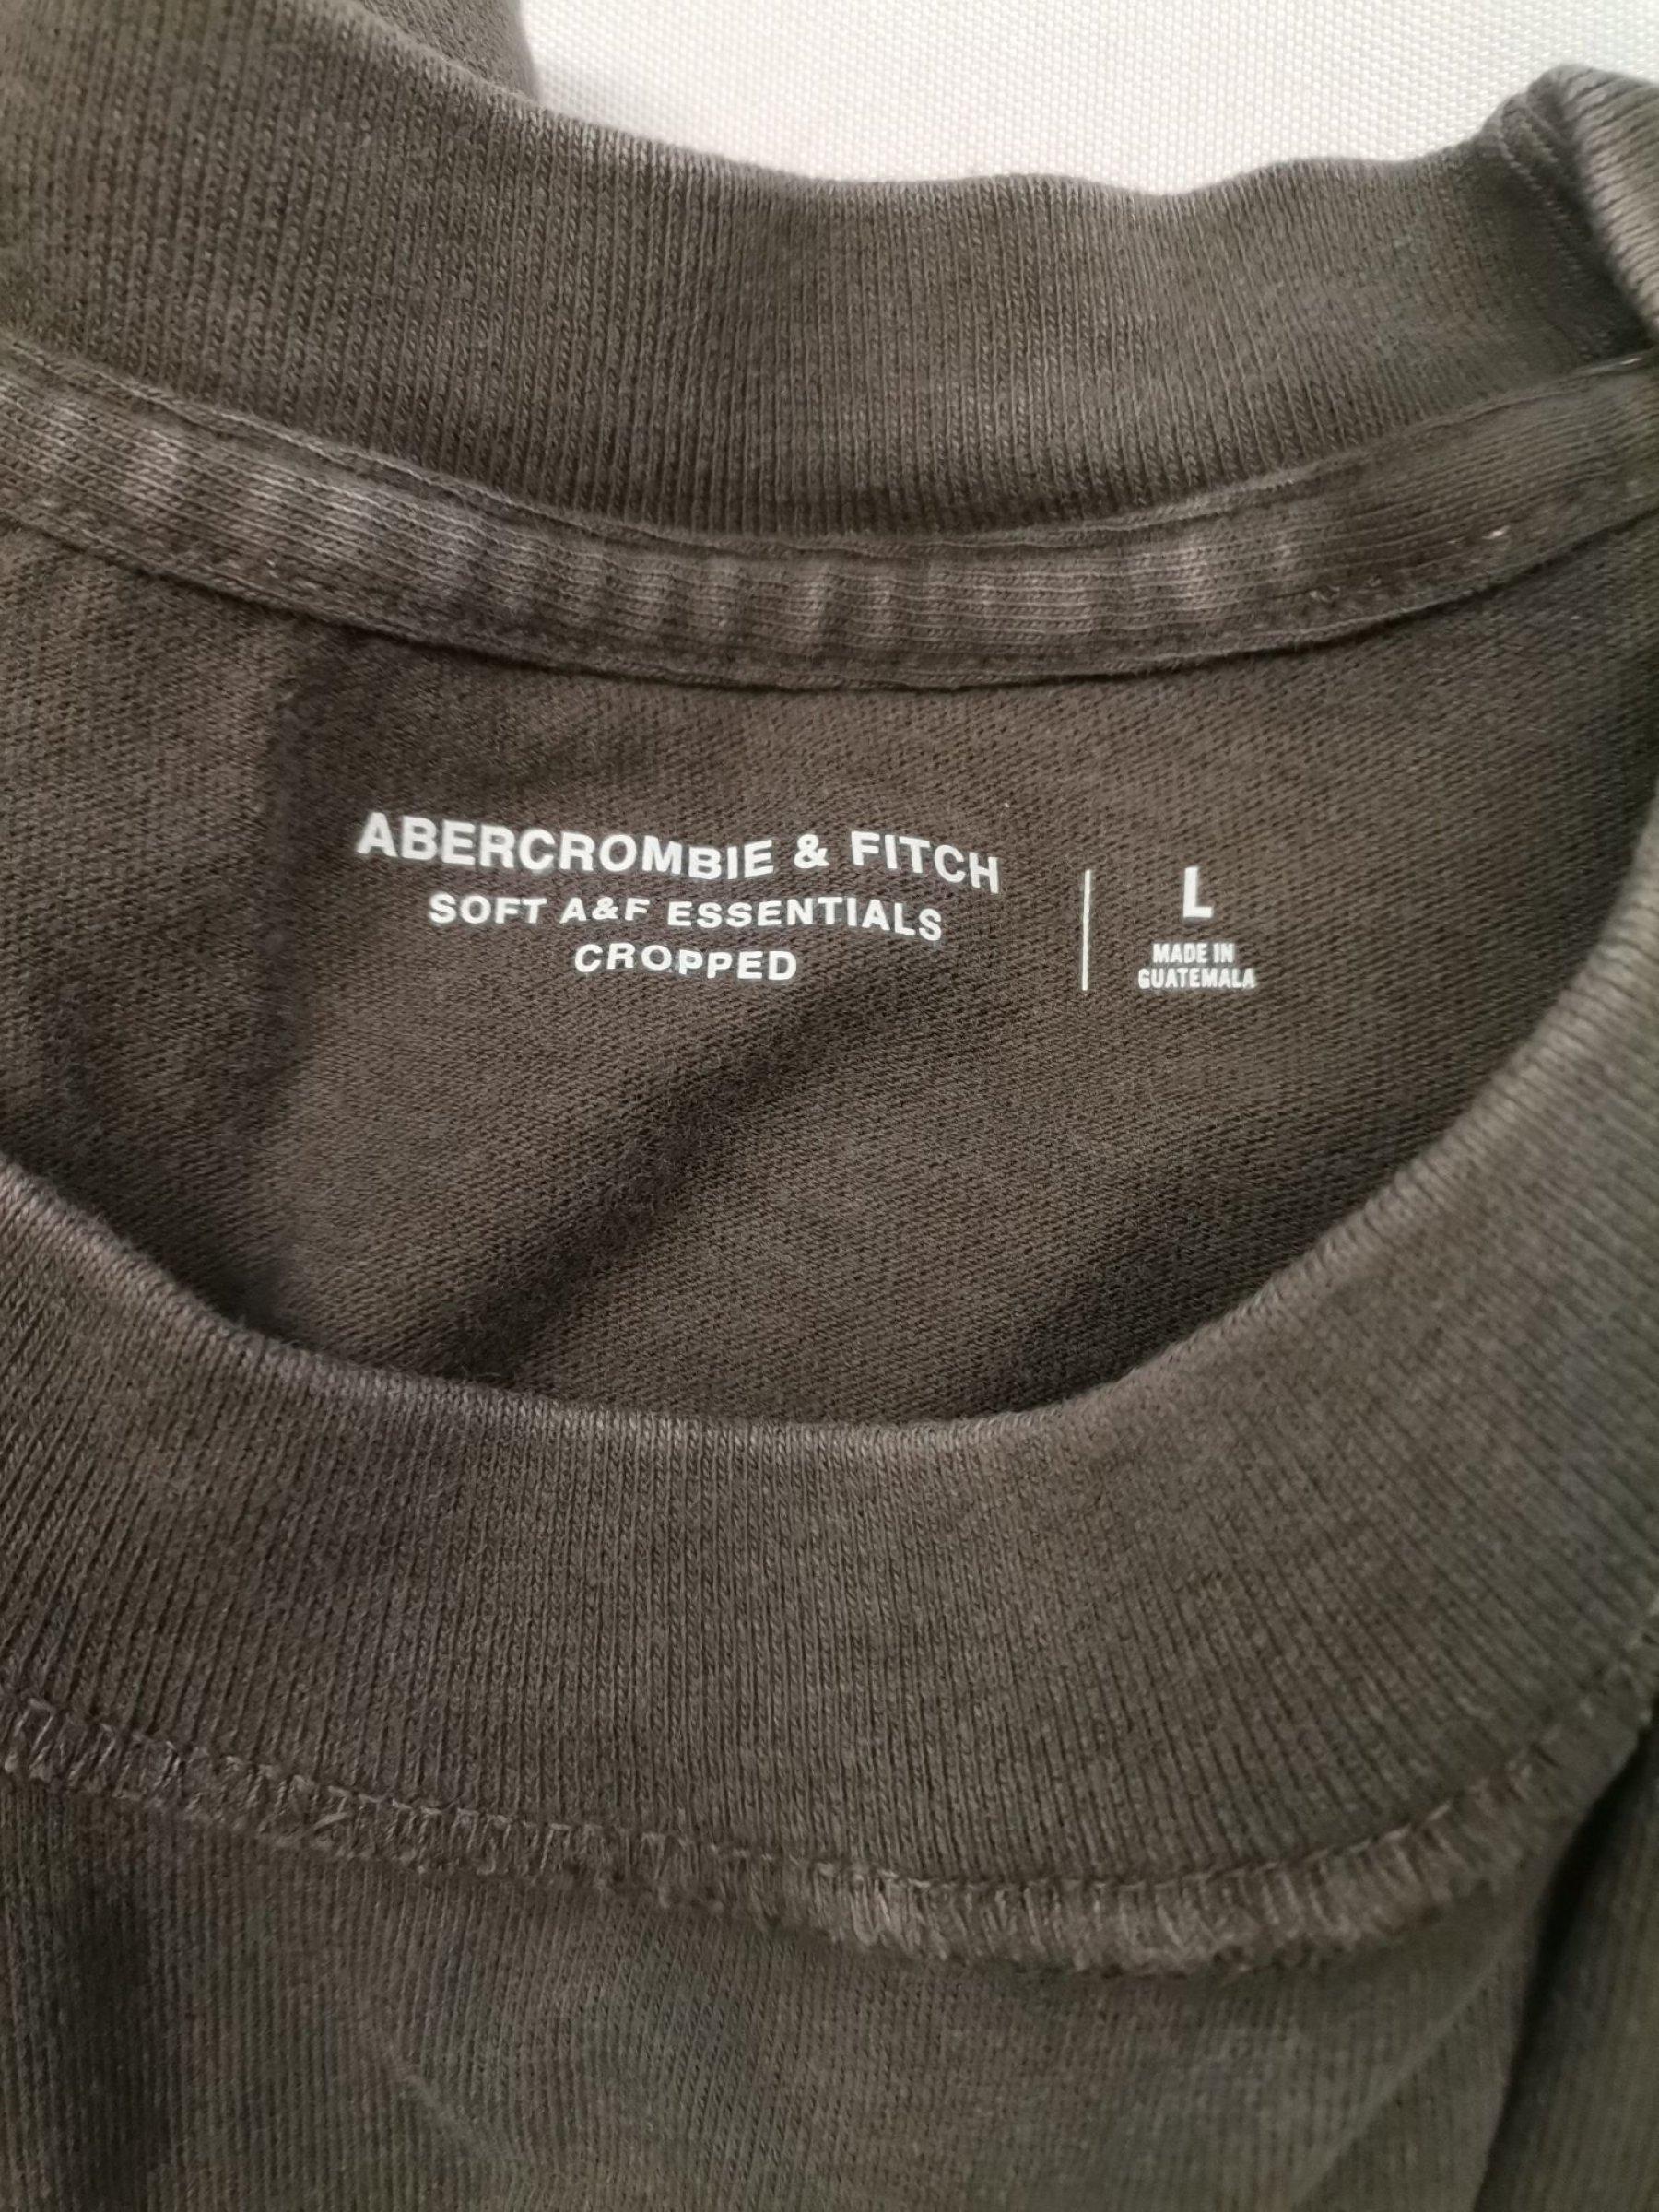 ABERCROMBIE & FITCH
SOFT A&F ESSENTIALS
CROPPED
L
MADE IN
GUATEMALA